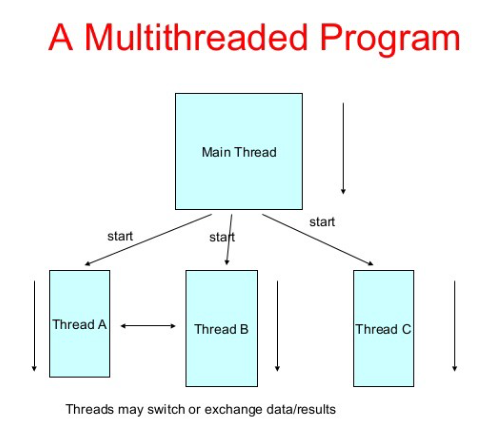 A Multithreaded Program
Main Thread
start
start
start
Thread A
Thread B
Thread C
Threads may switch or exchange data/results